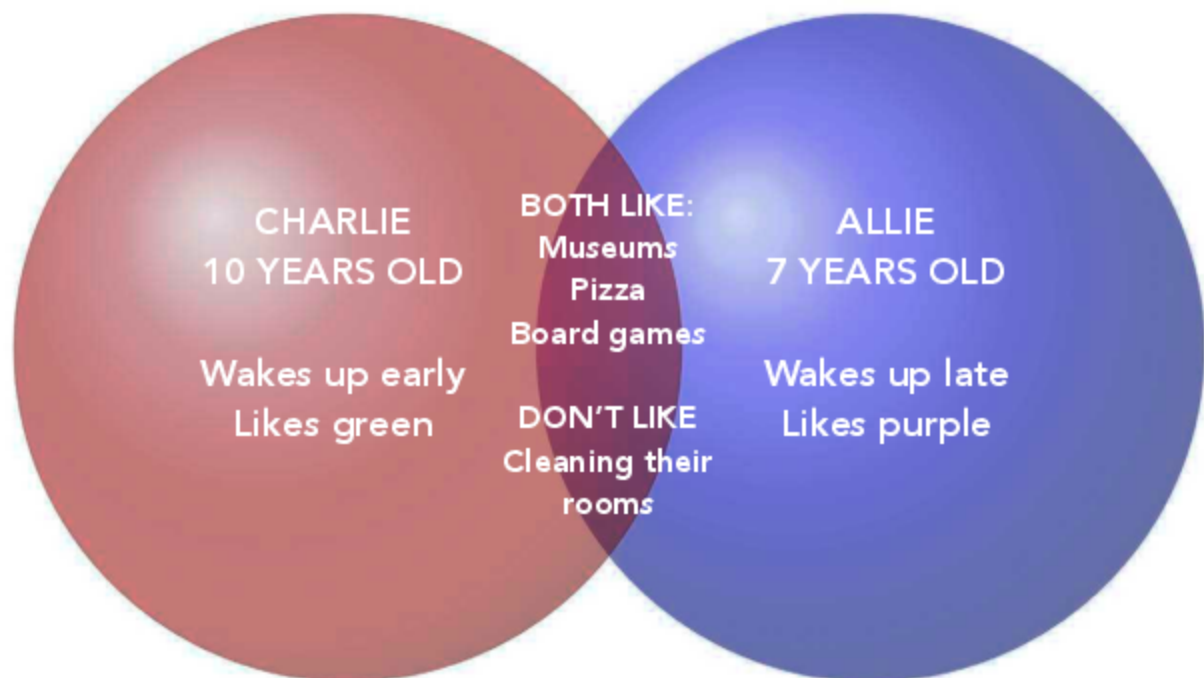 CHARLIE
10 YEARS OLD
Wakes up early
Likes green
BOTH LIKE:
Museums
Pizza
Board games
DON'T LIKE
Cleaning their
rooms
ALLIE
7 YEARS OLD
Wakes up late
Likes purple